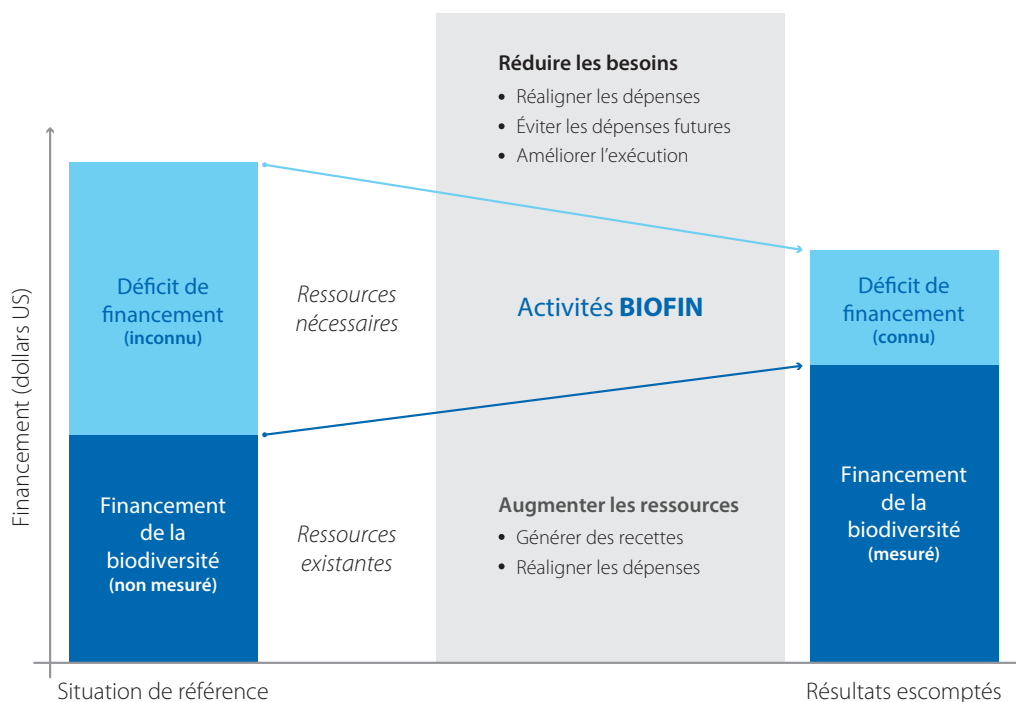 Financement (dollars US)
Déficit de
financement
(inconnu)
Financement
de la
biodiversité
(non mesuré)
Ressources
nécessaires
Ressources
existantes
Réduire les besoins
• Réaligner les dépenses
• Éviter les dépenses futures
• Améliorer l’exécution
Activités BIOFIN
Augmenter les ressources
• Générer des recettes
• Réaligner les dépenses
Déficit de
financement
(connu)
Financement
de la
biodiversité
(mesuré)
Situation de référence
Résultats escomptés